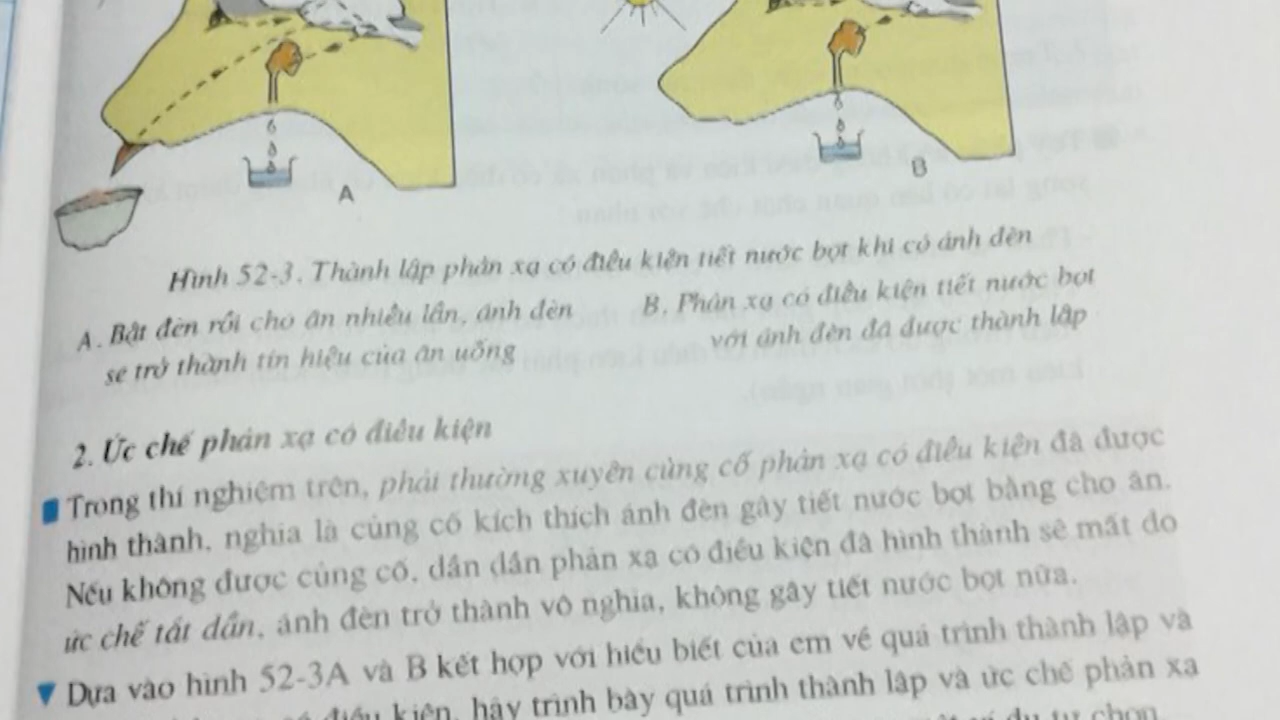 A
B
Hình 52-3. Thành lập phản xạ có điều kiện tiết nước bọt khi có ánh đèn
A. Bật đèn rồi cho ăn nhiều lần, ánh đèn
sẽ trở thành tín hiệu của ăn uống
B. Phản xạ có điều kiện tiết nước bọt
với ánh đèn đã được thành lập
2. Ức chế phản xạ có điều kiện
Trong thí nghiệm trên, phải thường xuyên củng cố phản xạ có điều kiện đã được
hình thành, nghĩa là củng cố kích thích ánh đèn gây tiết nước bọt bằng cho ăn.
Nếu không được củng cố, dần dần phản xạ có điều kiện đã hình thành sẽ mất do
ức chế tắt dần, ánh đèn trở thành vô nghĩa, không gây tiết nước bọt nữa.
Dựa vào hình 52-3A và B kết hợp với hiểu biết của em về quá trình thành lập và
điều kiện, hãy trình bày quá trình thành lập và ức chế phản xạ
dụ tự chọn